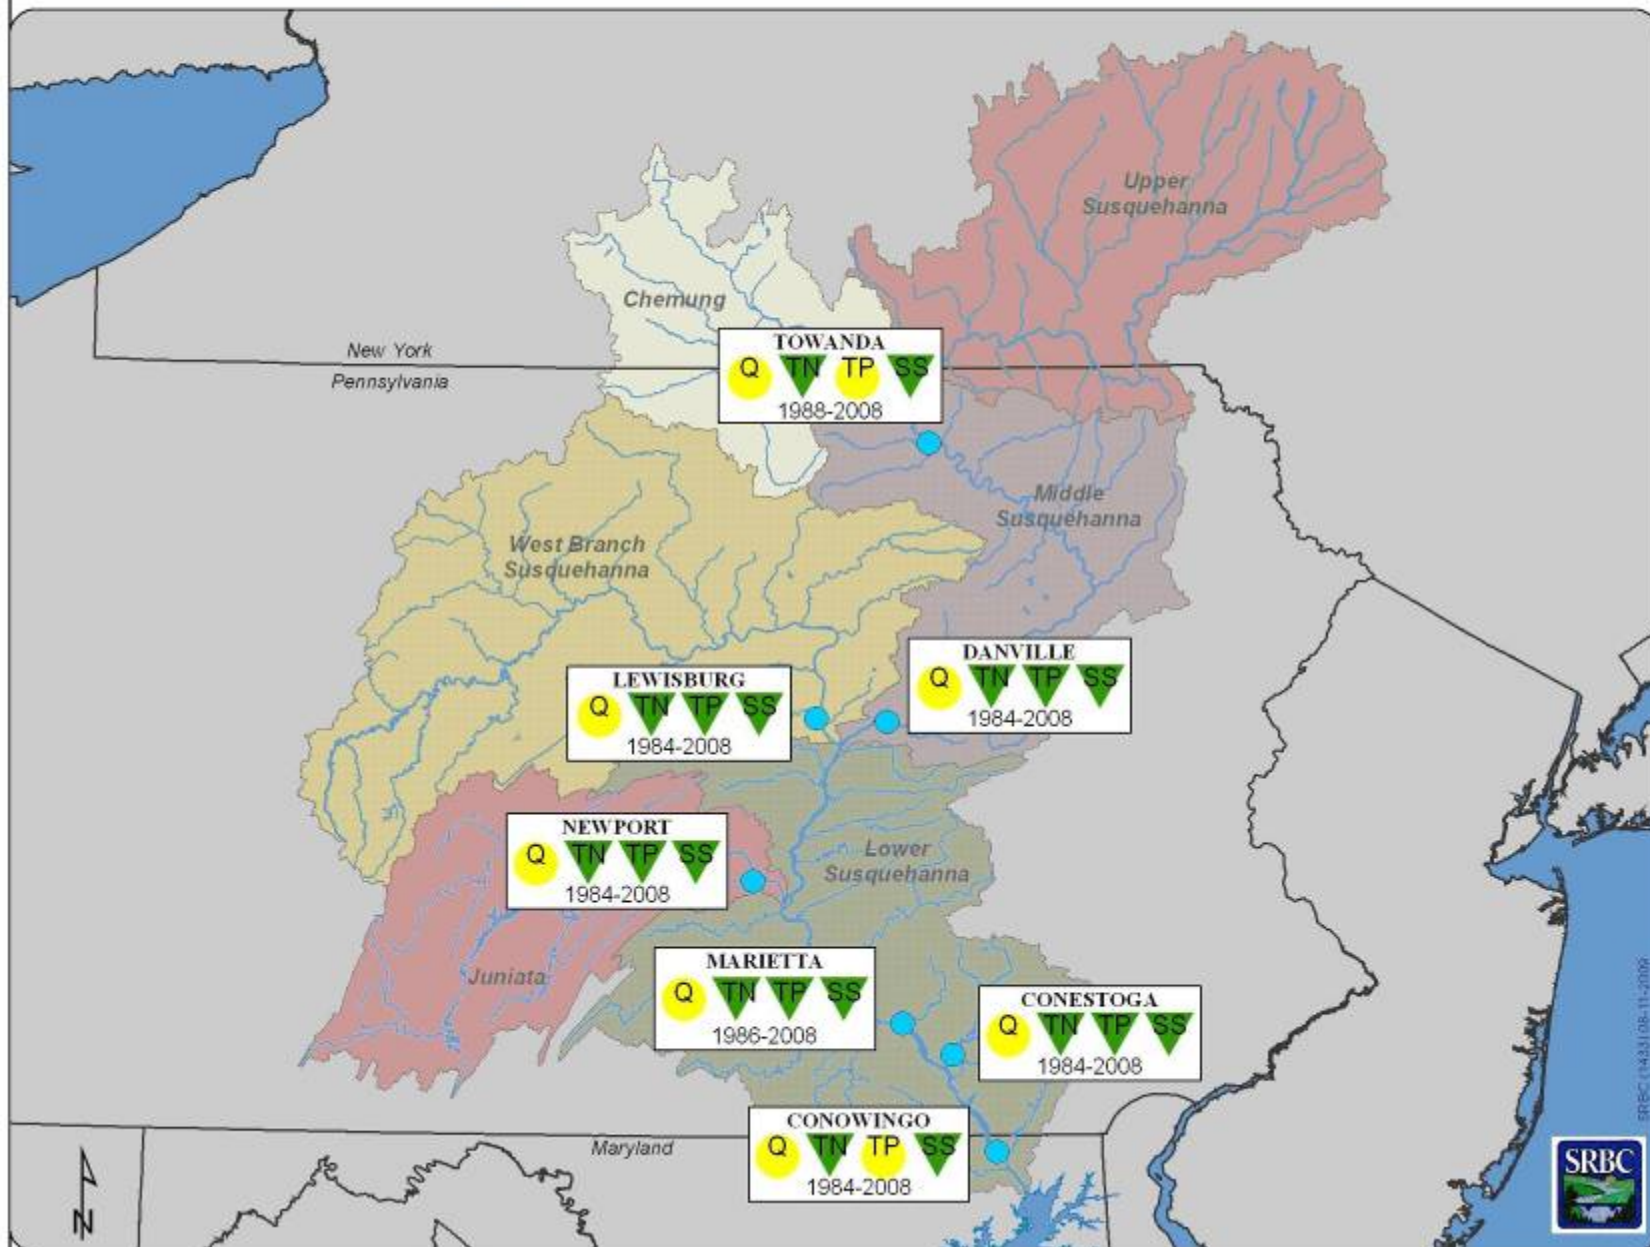 Upper
Susquehanna
Chemung
New York
Pennsylvania
TOWANDA
Q TN TP SS
1988-2008
Middle
Susquehanna
West Branch
Susquehanna
DANVILLE
Q TN TP SS
1984-2008
LEWISBURG
Q TN TP SS
1984-2008
NEWPORT
Q TN TP SS
1984-2008
Lower
Susquehanna
Juniata
MARIETTA
Q TN TP SS
1986-2008
CONESTOGA
Q TN TP SS
1984-2008
CONOWINGO
Q TN TP SS
1984-2008
Maryland
N
SRBC